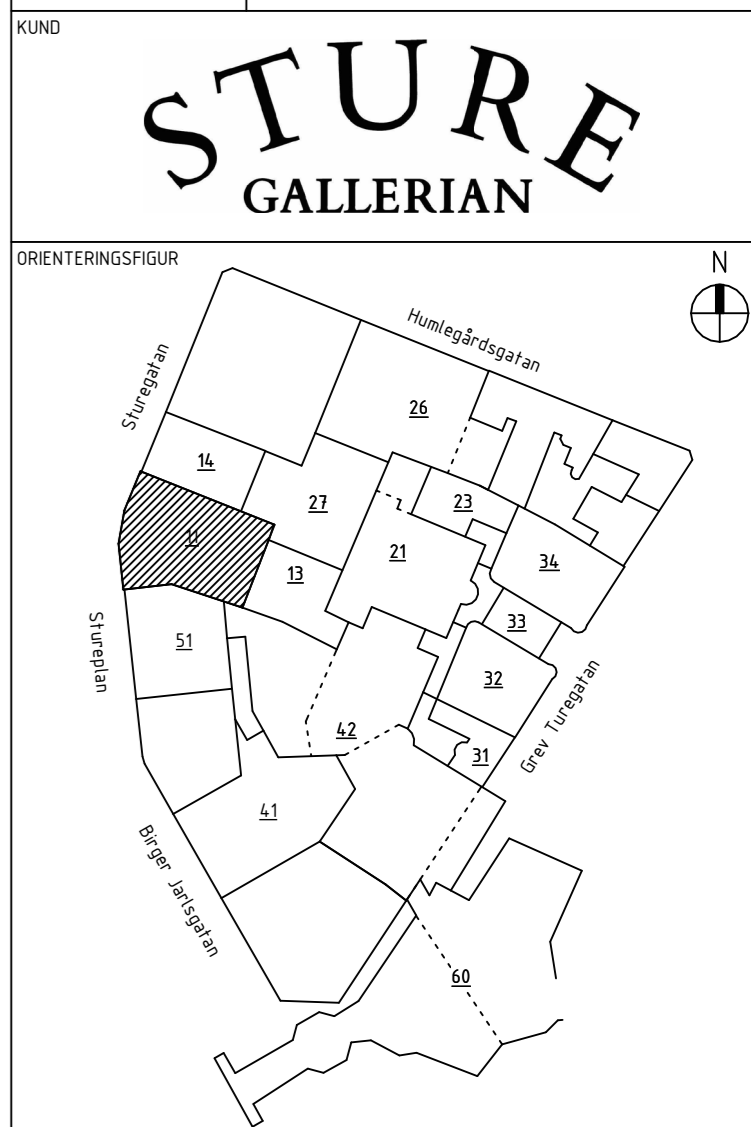 KUND
STURE
GALLERIAN
ORIENTERINGSFIGUR
N
Humlegårdsgatan
Sturegatan
26
14
27
23
11
21
34
13
33
51
Stureplan
32
42
Grev Turegatan
31
41
Birger Jarlsgatan
60